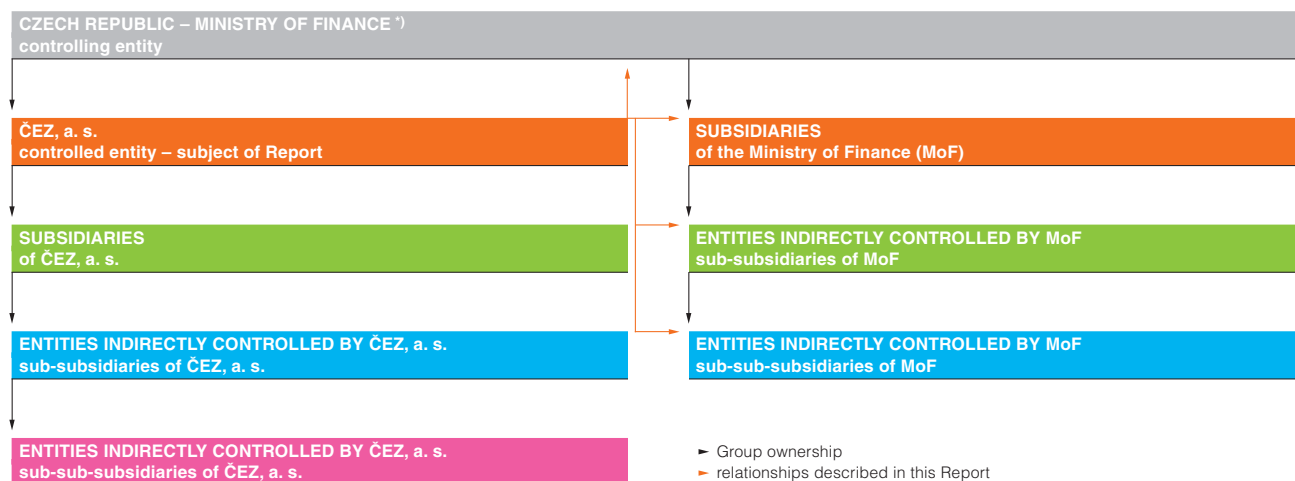 CZECH REPUBLIC – MINISTRY OF FINANCE *)
controlling entity
ČEZ, a. s.
controlled entity – subject of Report
SUBSIDIARIES
of the Ministry of Finance (MoF)
SUBSIDIARIES
of ČEZ, a. s.
ENTITIES INDIRECTLY CONTROLLED BY MoF
sub-subsidiaries of MoF
ENTITIES INDIRECTLY CONTROLLED BY ČEZ, a. s.
sub-subsidiaries of ČEZ, a. s.
ENTITIES INDIRECTLY CONTROLLED BY MoF
sub-sub-subsidiaries of MoF
ENTITIES INDIRECTLY CONTROLLED BY ČEZ, a. s.
sub-sub-subsidiaries of ČEZ, a. s.
Group ownership
relationships described in this Report